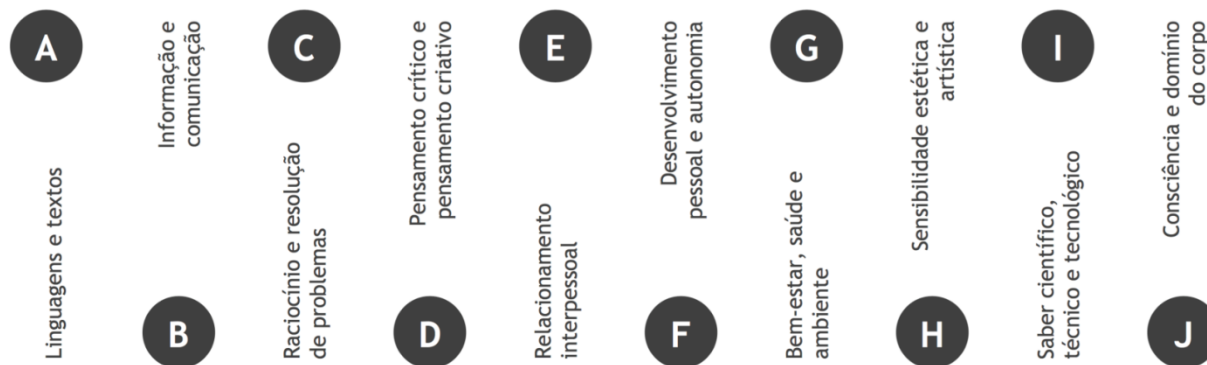 A
Linguagens e textos
B
Informação e
comunicação
C
Raciocínio e resolução
de problemas
D
Pensamento crítico e
pensamento criativo
E
Relacionamento
interpessoal
F
Desenvolvimento
pessoal e autonomia
G
Bem-estar, saúde e
ambiente
H
Sensibilidade estética e
artística
I
Saber científico,
técnico e tecnológico
J
Consciência e domínio
do corpo